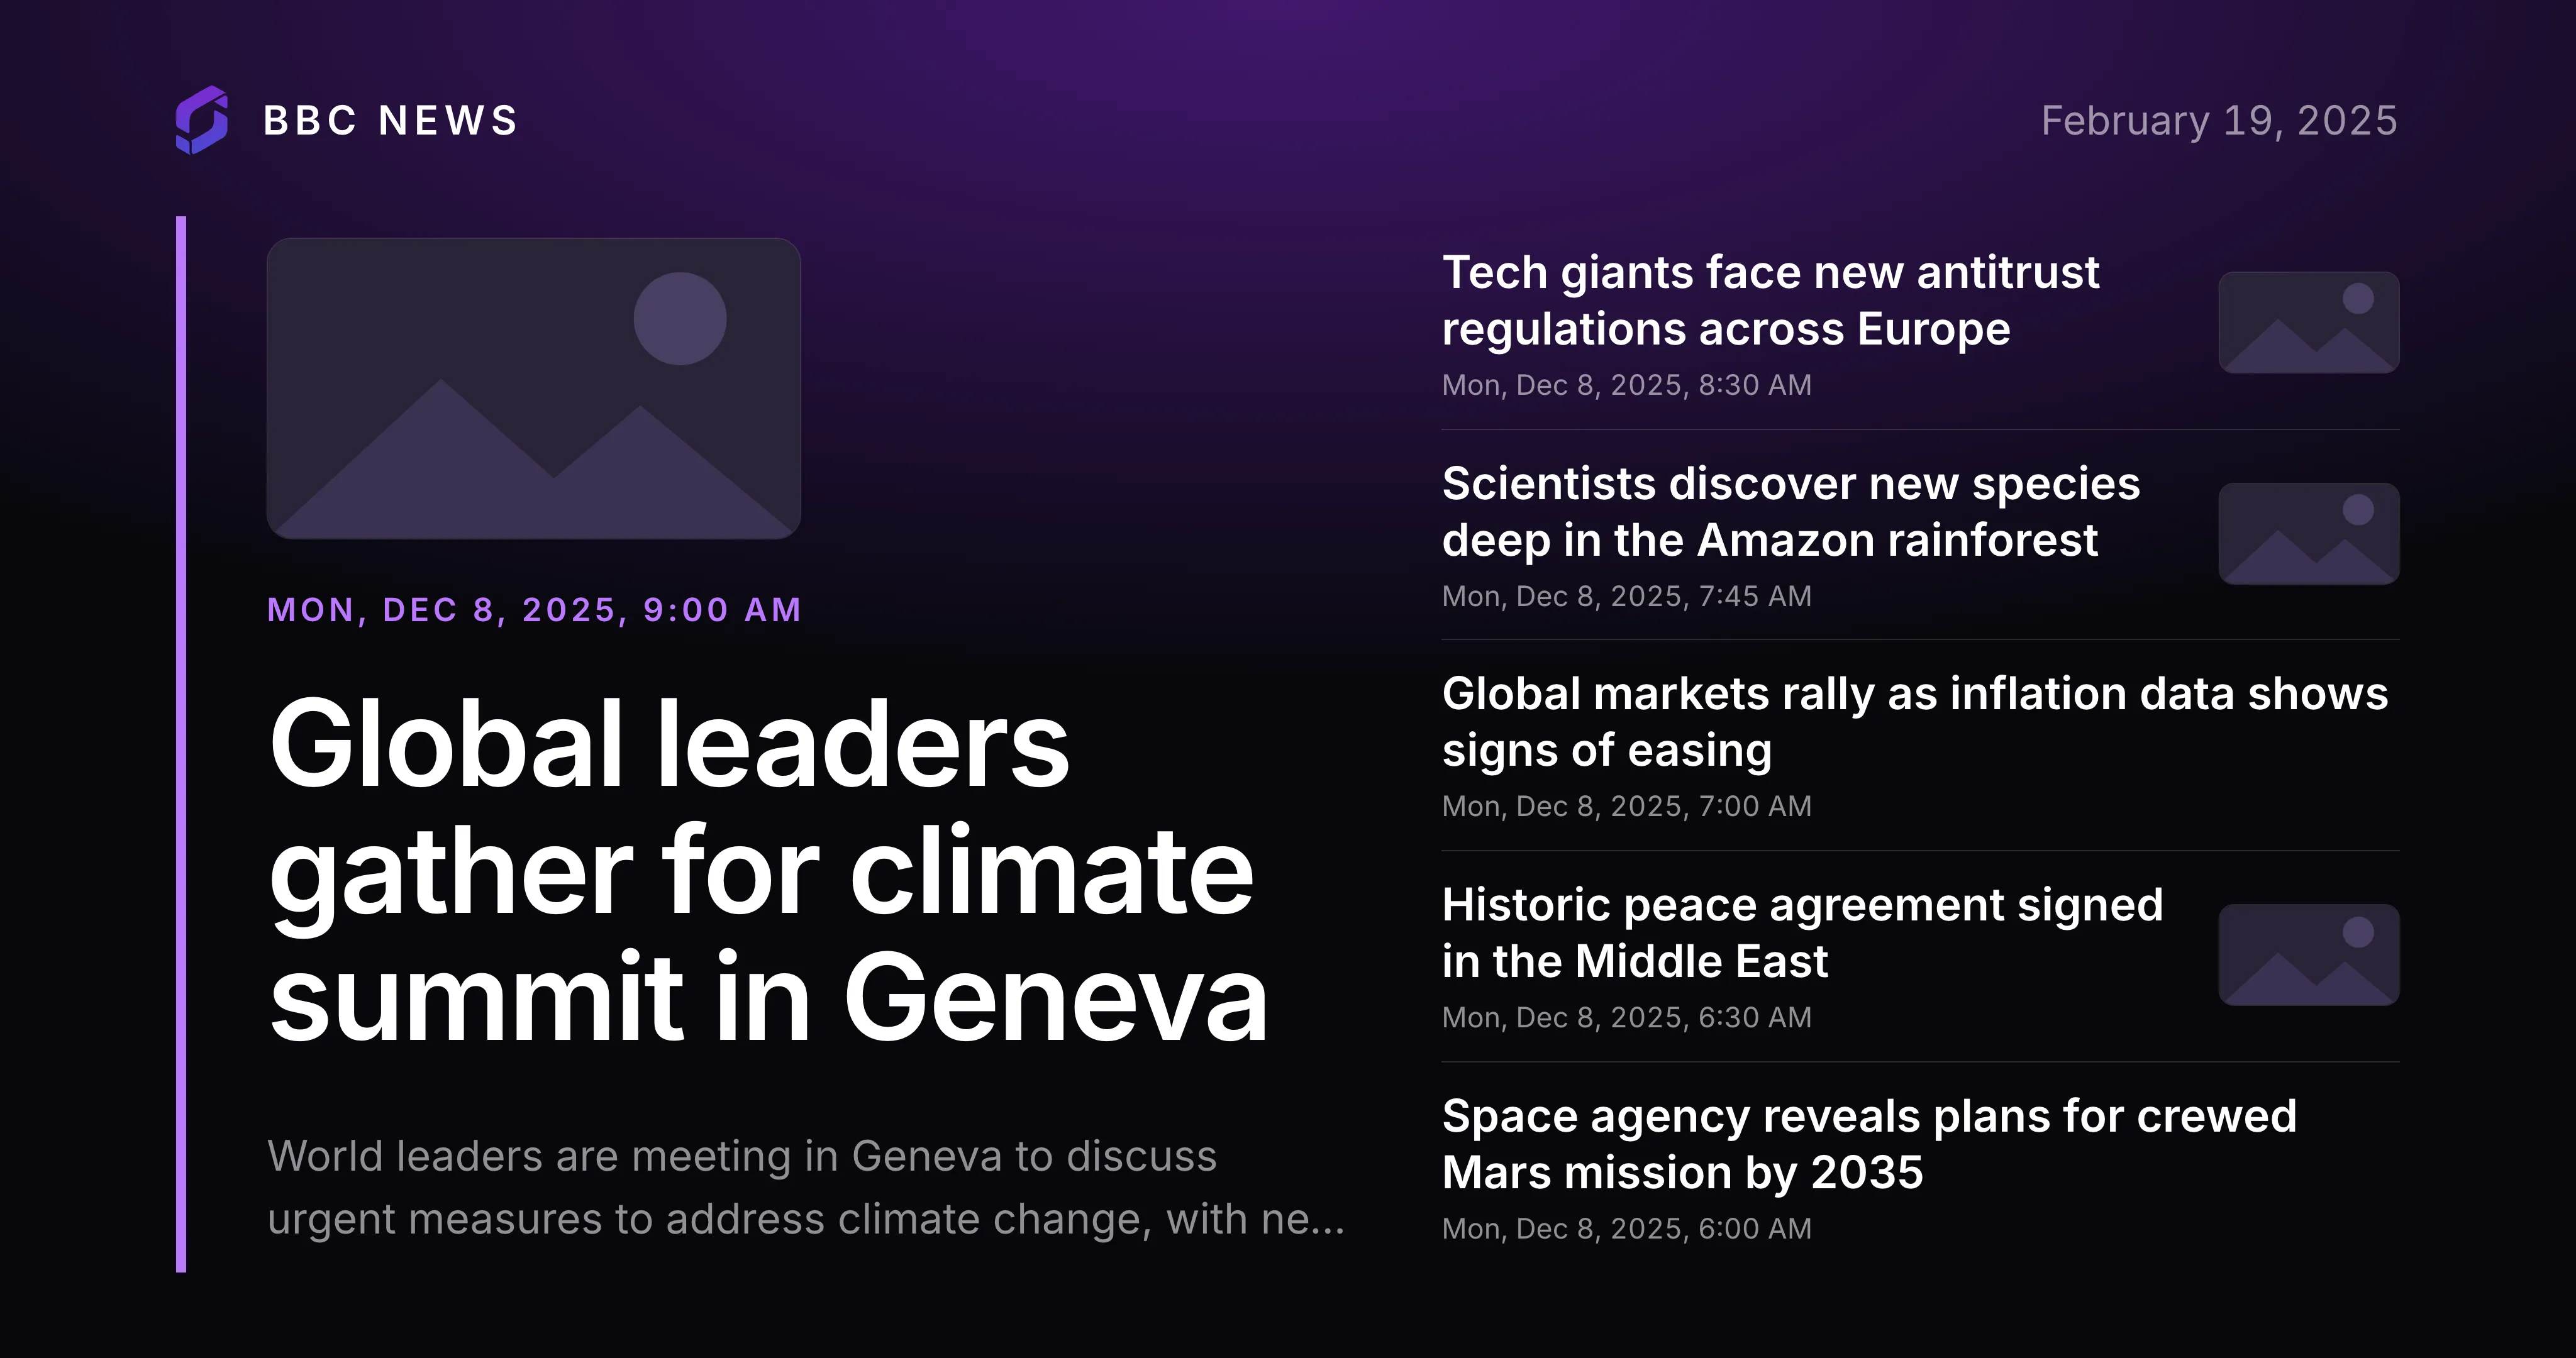 BBC NEWS
February 19, 2025
MON, DEC 8, 2025, 9:00 AM
Global leaders
gather for climate
summit in Geneva
World leaders are meeting in Geneva to discuss
urgent measures to address climate change, with ne...
Tech giants face new antitrust
regulations across Europe
Mon, Dec 8, 2025, 8:30 AM
Scientists discover new species
deep in the Amazon rainforest
Mon, Dec 8, 2025, 7:45 AM
Global markets rally as inflation data shows
signs of easing
Mon, Dec 8, 2025, 7:00 AM
Historic peace agreement signed
in the Middle East
Mon, Dec 8, 2025, 6:30 AM
Space agency reveals plans for crewed
Mars mission by 2035
Mon, Dec 8, 2025, 6:00 AM